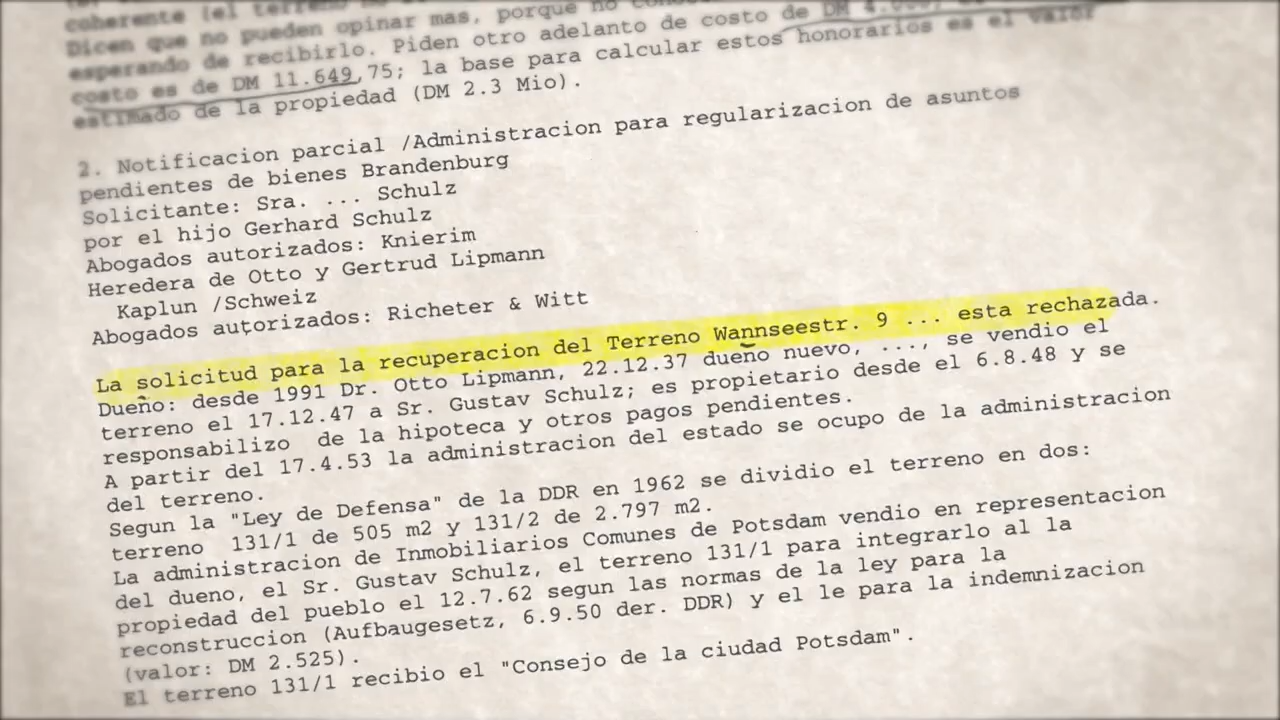 coherente (el terreno
Dicen que no pueden opinar mas, porque no
esperando de recibirlo. Piden otro adelanto de costo de DM
costo es de DM 11.649,75; la base para calcular estos honorarios es el valor
estimado de la propiedad (DM 2.3 Mio).
2. Notificacion parcial /Administracion para regularizacion de asuntos
pendientes de bienes Brandenburg
Solicitante: Sra. ... Schulz
por el hijo Gerhard Schulz
Abogados autorizados: Knierim
Heredera de Otto y Gertrud Lipmann
Kaplun /Schweiz
Abogados autorizados: Richeter & Witt
La solicitud para la recuperacion del Terreno Wannseestr. 9 ... esta rechazada.
Dueño: desde 1991 Dr. Otto Lipmann, 22.12.37 dueño nuevo, ..., se vendio el
terreno el 17.12.47 a Sr. Gustav Schulz; es propietario desde el 6.8.48 y se
responsabilizo de la hipoteca y otros pagos pendientes.
A partir del 17.4.53 la administracion del estado se ocupo de la administracion
del terreno.
Segun la "Ley de Defensa" de la DDR en 1962 se dividio el terreno en dos:
terreno 131/1 de 505 m2 y 131/2 de 2.797 m2.
La administracion de Inmobiliarios Comunes de Potsdam vendio en representacion
del dueno, el Sr. Gustav Schulz, el terreno 131/1 para integrarlo al la
propiedad del pueblo el 12.7.62 segun las normas de la ley para la
reconstruccion (Aufbaugesetz, 6.9.50 der. DDR) y el le para la indemnizacion
(valor: DM 2.525).
El terreno 131/1 recibio el "Consejo de la ciudad Potsdam".